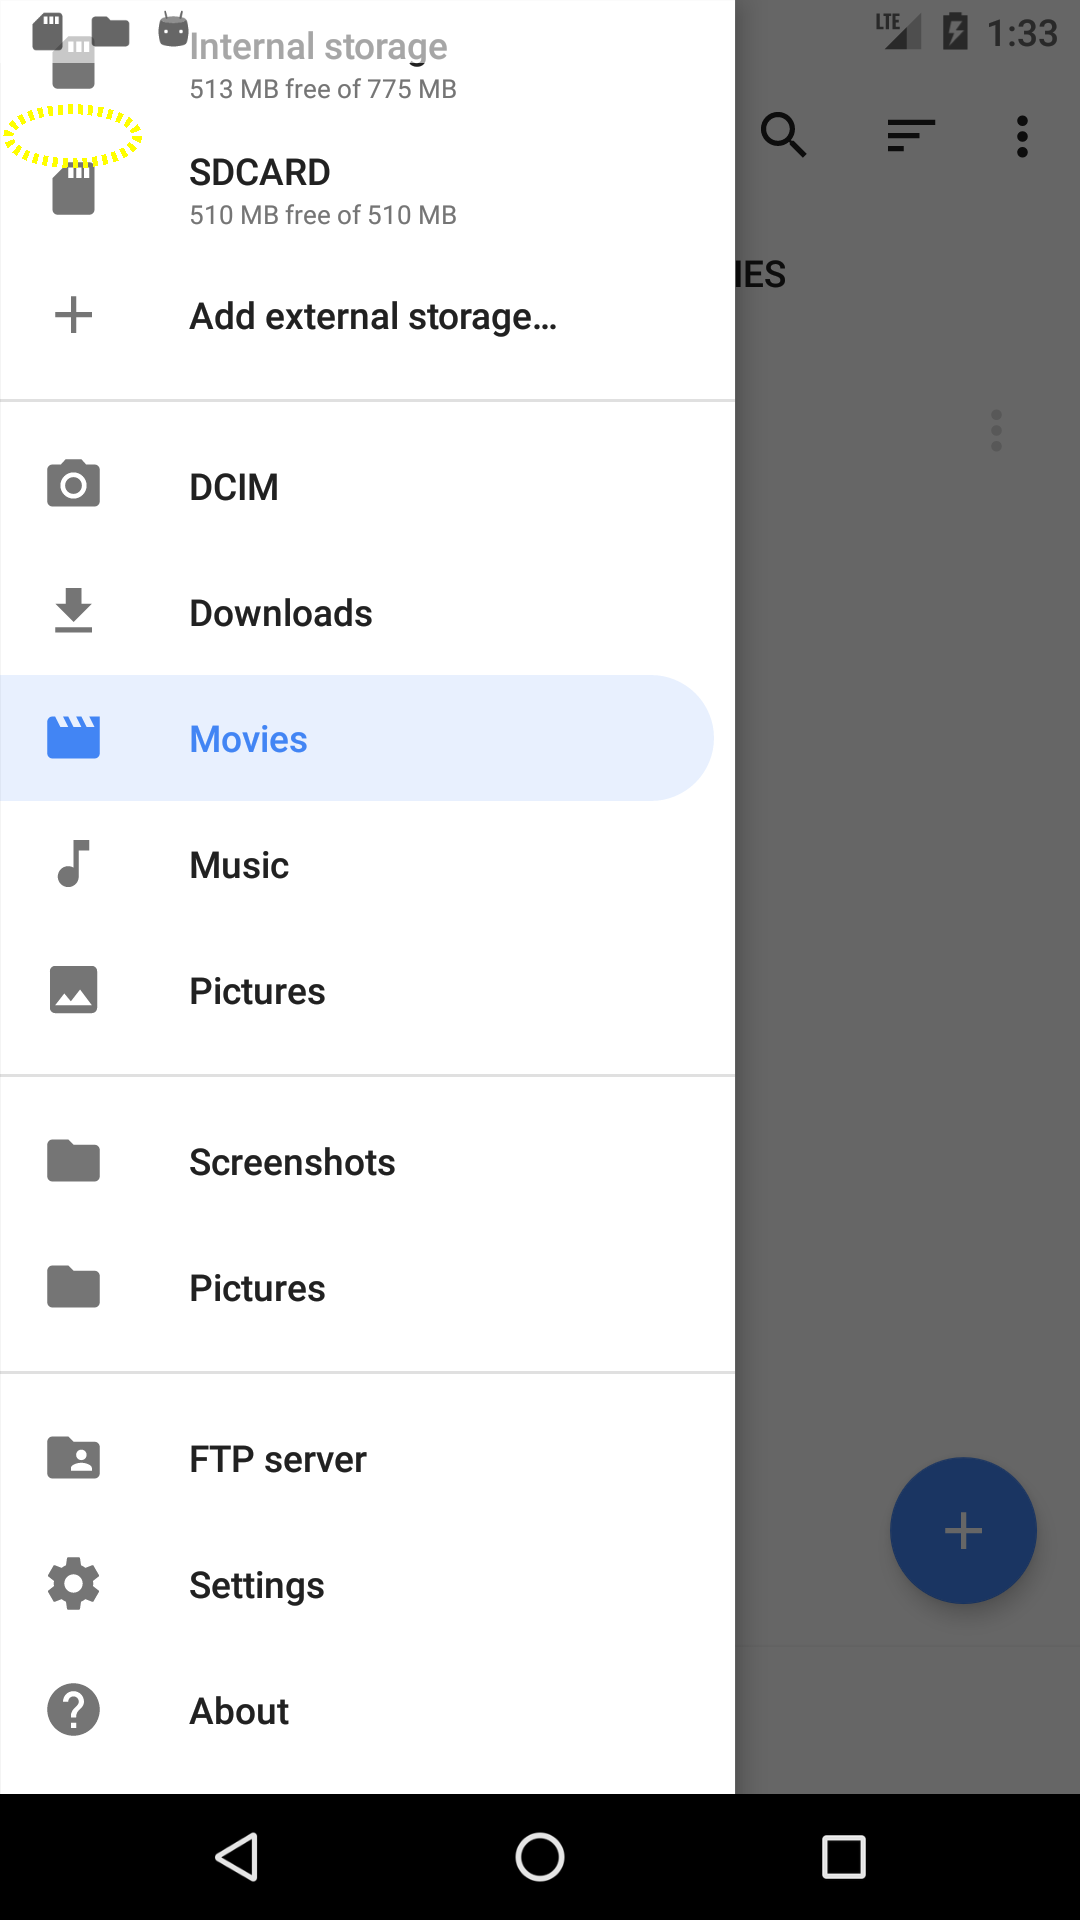 LTE 1:33
Internal storage
513 MB free of 775 MB
SDCARD
510 MB free of 510 MB
IES
Add external storage...
DCIM
Downloads
Movies
Music
Pictures
Screenshots
Pictures
FTP server
Settings
About